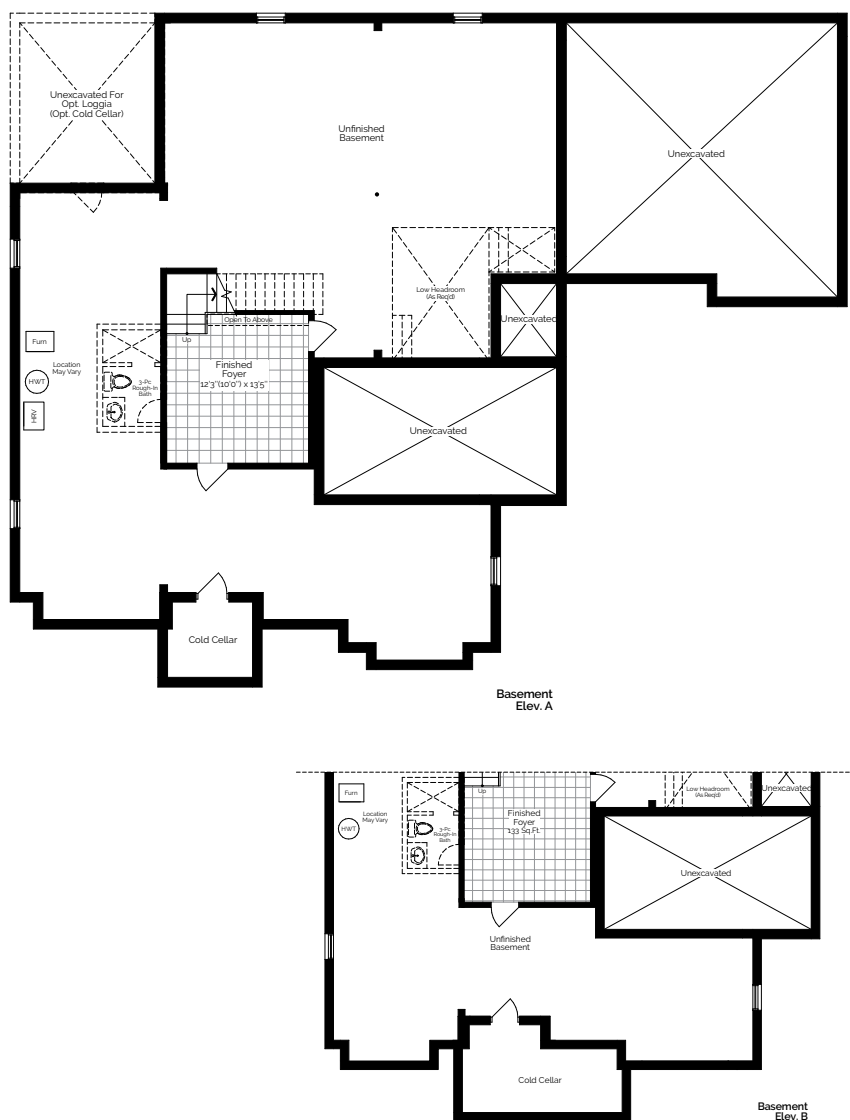 Unexcavated For
Opt. Loggia
(Opt. Cold Cellar)
Unfinished
Basement
Unexcavated
Low Headroom
(As Req'd)
Unexcavated
Open To Above
Up
Furn
Location
May Vary
HWT
HRV
3-Pc
Rough-In
Bath
Finished
Foyer
12'3"(10'0") x 13'5"
Unexcavated
Cold Cellar
Basement
Elev. A
Furn
Location
May Vary
HWT
3-Pc
Rough-In
Bath
Up
Finished
Foyer
133 Sq.Ft.
Low Headroom
(As Req'd)
Unexcavated
Unexcavated
Unfinished
Basement
Cold Cellar
Basement
Elev. B